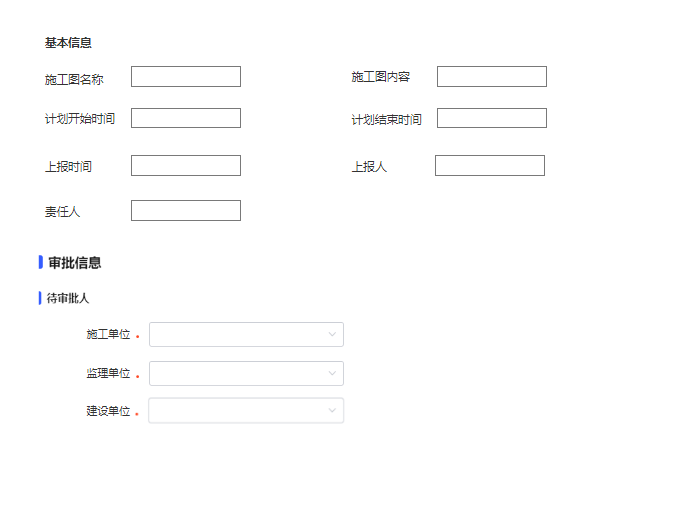 基本信息
施工图名称 施工图内容
计划开始时间 计划结束时间
上报时间 上报人
责任人
审批信息
待审批人
施工单位 *
监理单位 *
建设单位 *